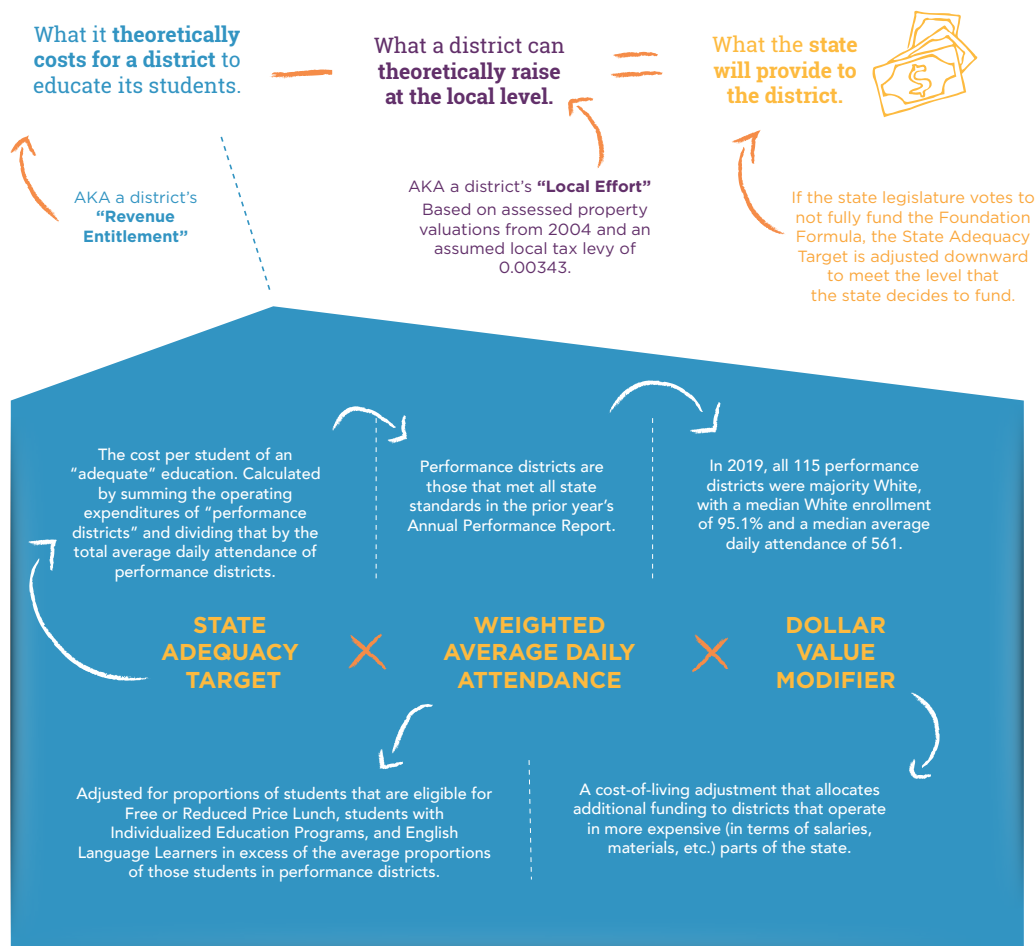 What it theoretically
costs for a district to
educate its students.
What a district can
theoretically raise
at the local level.
What the state
will provide to
the district.
AKA a district’s
“Revenue
Entitlement”
AKA a district’s “Local Effort”
Based on assessed property
valuations from 2004 and an
assumed local tax levy of
0.00343.
If the state legislature votes to
not fully fund the Foundation
Formula, the State Adequacy
Target is adjusted downward
to meet the level that
the state decides to fund.
The cost per student of an
“adequate” education. Calculated
by summing the operating
expenditures of “performance
districts” and dividing that by the
total average daily attendance of
performance districts.
Performance districts are
those that met all state
standards in the prior year’s
Annual Performance Report.
In 2019, all 115 performance
districts were majority White,
with a median White enrollment
of 95.1% and a median average
daily attendance of 561.
STATE
ADEQUACY
TARGET
WEIGHTED
AVERAGE DAILY
ATTENDANCE
DOLLAR
VALUE
MODIFIER
Adjusted for proportions of students that are eligible for
Free or Reduced Price Lunch, students with
Individualized Education Programs, and English
Language Learners in excess of the average proportions
of those students in performance districts.
A cost-of-living adjustment that allocates
additional funding to districts that operate
in more expensive (in terms of salaries,
materials, etc.) parts of the state.